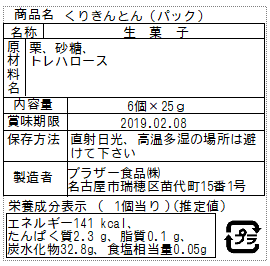 商品名 くりきんとん（パック）
名称 生菓子
原材料名 栗、砂糖、
トレハロース
内容量 6個×25g
賞味期限 2019.02.08
保存方法 直射日光、高温多湿の場所は避
けて下さい
製造者 ブラザー食品㈱
名古屋市瑞穂区苗代町15番1号
栄養成分表示（１個当り）(推定値)
エネルギー141 kcal、
たんぱく質2.3 g、脂質0.1 g、
炭水化物32.8g、食塩相当量0.05g
プラ